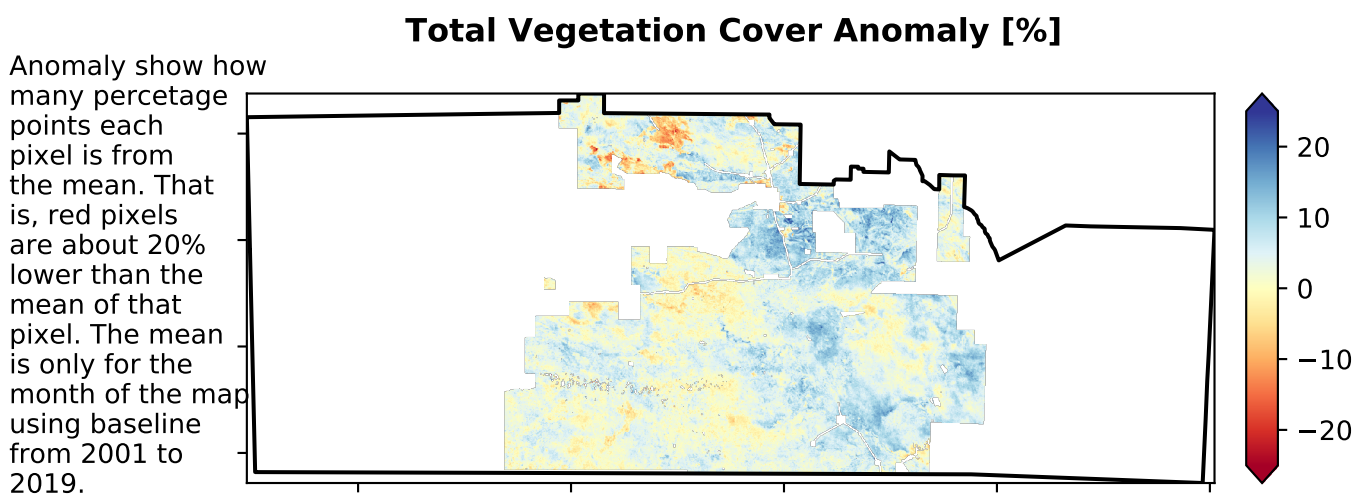 Total Vegetation Cover Anomaly [%]
Anomaly show how
many percetage
points each
pixel is from
the mean. That
is, red pixels
are about 20%
lower than the
mean of that
pixel. The mean
is only for the
month of the map
using baseline
from 2001 to
2019.
20
10
0
−10
−20